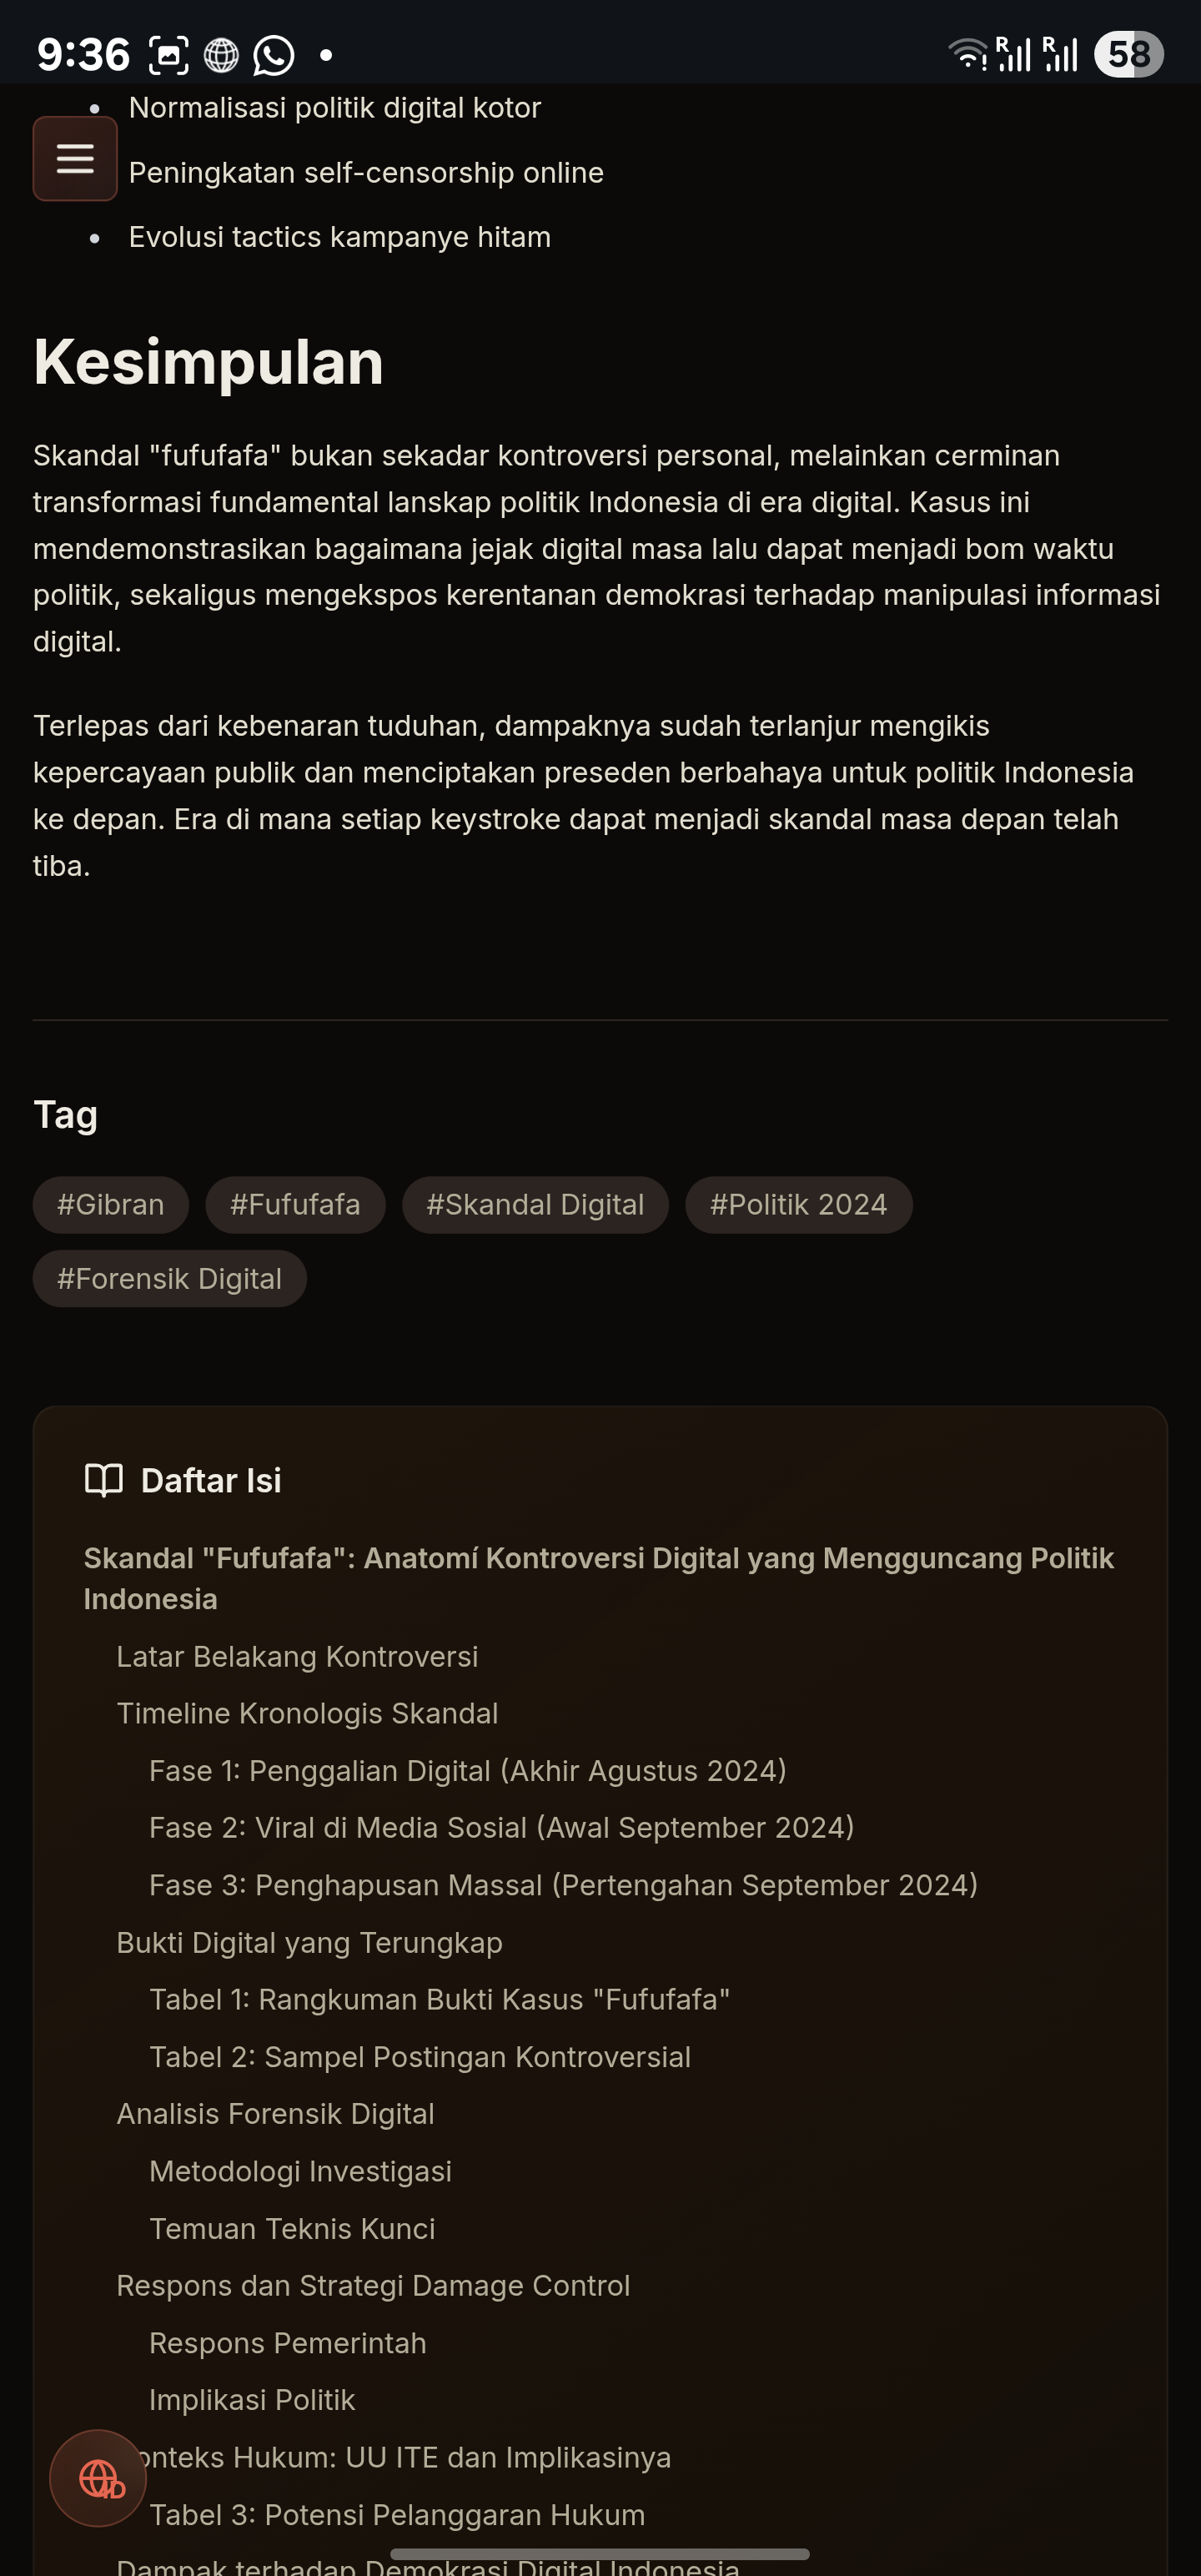 9:36
R
R
58
Normalisasi politik digital kotor
Peningkatan self-censorship online
Evolusi tactics kampanye hitam
Kesimpulan
Skandal "fufufafa" bukan sekadar kontroversi personal, melainkan cerminan
transformasi fundamental lanskap politik Indonesia di era digital. Kasus ini
mendemonstrasikan bagaimana jejak digital masa lalu dapat menjadi bom waktu
politik, sekaligus mengekspos kerentanan demokrasi terhadap manipulasi informasi
digital.
Terlepas dari kebenaran tuduhan, dampaknya sudah terlanjur mengikis
kepercayaan publik dan menciptakan preseden berbahaya untuk politik Indonesia
ke depan. Era di mana setiap keystroke dapat menjadi skandal masa depan telah
tiba.
Tag
#Gibran #Fufufafa #Skandal Digital #Politik 2024
#Forensik Digital
Daftar Isi
Skandal "Fufufafa": Anatomí Kontroversi Digital yang Mengguncang Politik
Indonesia
Latar Belakang Kontroversi
Timeline Kronologis Skandal
Fase 1: Penggalian Digital (Akhir Agustus 2024)
Fase 2: Viral di Media Sosial (Awal September 2024)
Fase 3: Penghapusan Massal (Pertengahan September 2024)
Bukti Digital yang Terungkap
Tabel 1: Rangkuman Bukti Kasus "Fufufafa"
Tabel 2: Sampel Postingan Kontroversial
Analisis Forensik Digital
Metodologi Investigasi
Temuan Teknis Kunci
Respons dan Strategi Damage Control
Respons Pemerintah
Implikasi Politik
onteks Hukum: UU ITE dan Implikasinya
ID
Tabel 3: Potensi Pelanggaran Hukum
Dampak terhadap Demokrasi Digital Indonesia